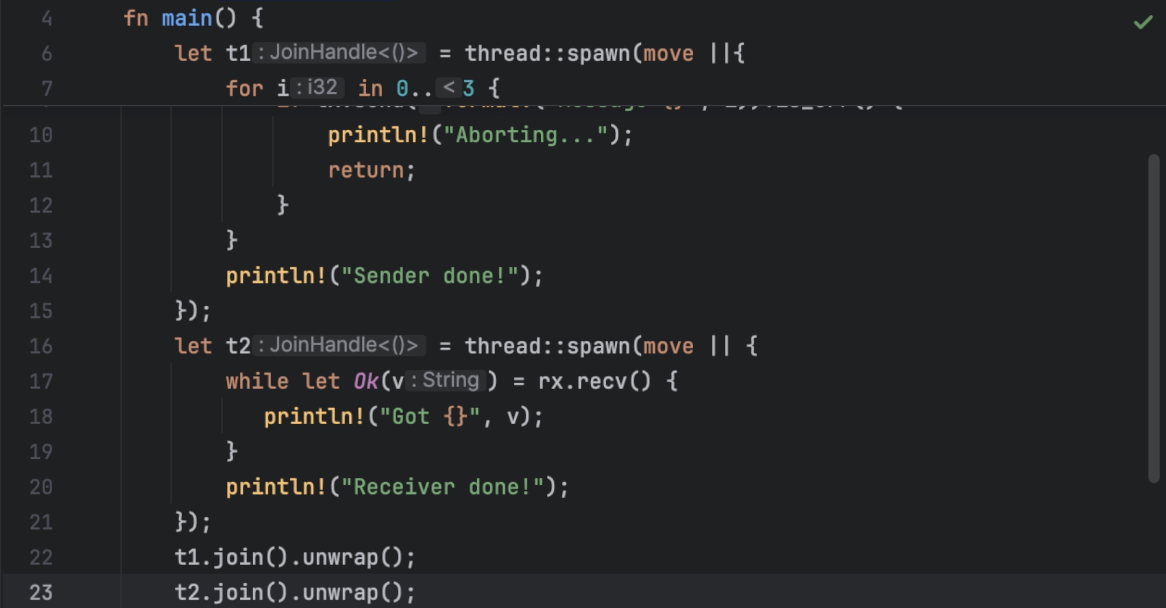 4 fn main() {
6 let t1 : JoinHandle<()> = thread::spawn(move ||{
7 for i : i32 in 0.. < 3 {
10 println!("Aborting...");
11 return;
12 }
13 }
14 println!("Sender done!");
15 });
16 let t2 : JoinHandle<()> = thread::spawn(move || {
17 while let Ok(v : String ) = rx.recv() {
18 println!("Got {}", v);
19 }
20 println!("Receiver done!");
21 });
22 t1.join().unwrap();
23 t2.join().unwrap();